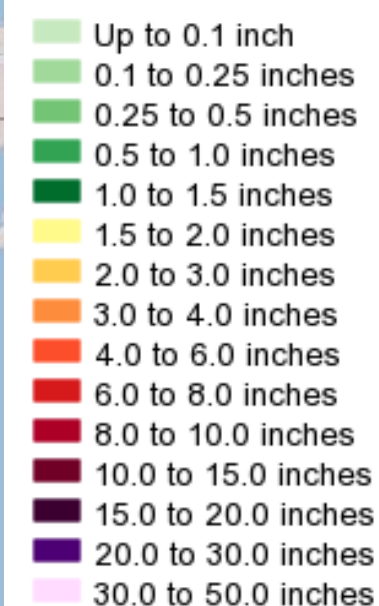 Up to 0.1 inch
0.1 to 0.25 inches
0.25 to 0.5 inches
0.5 to 1.0 inches
1.0 to 1.5 inches
1.5 to 2.0 inches
2.0 to 3.0 inches
3.0 to 4.0 inches
4.0 to 6.0 inches
6.0 to 8.0 inches
8.0 to 10.0 inches
10.0 to 15.0 inches
15.0 to 20.0 inches
20.0 to 30.0 inches
30.0 to 50.0 inches